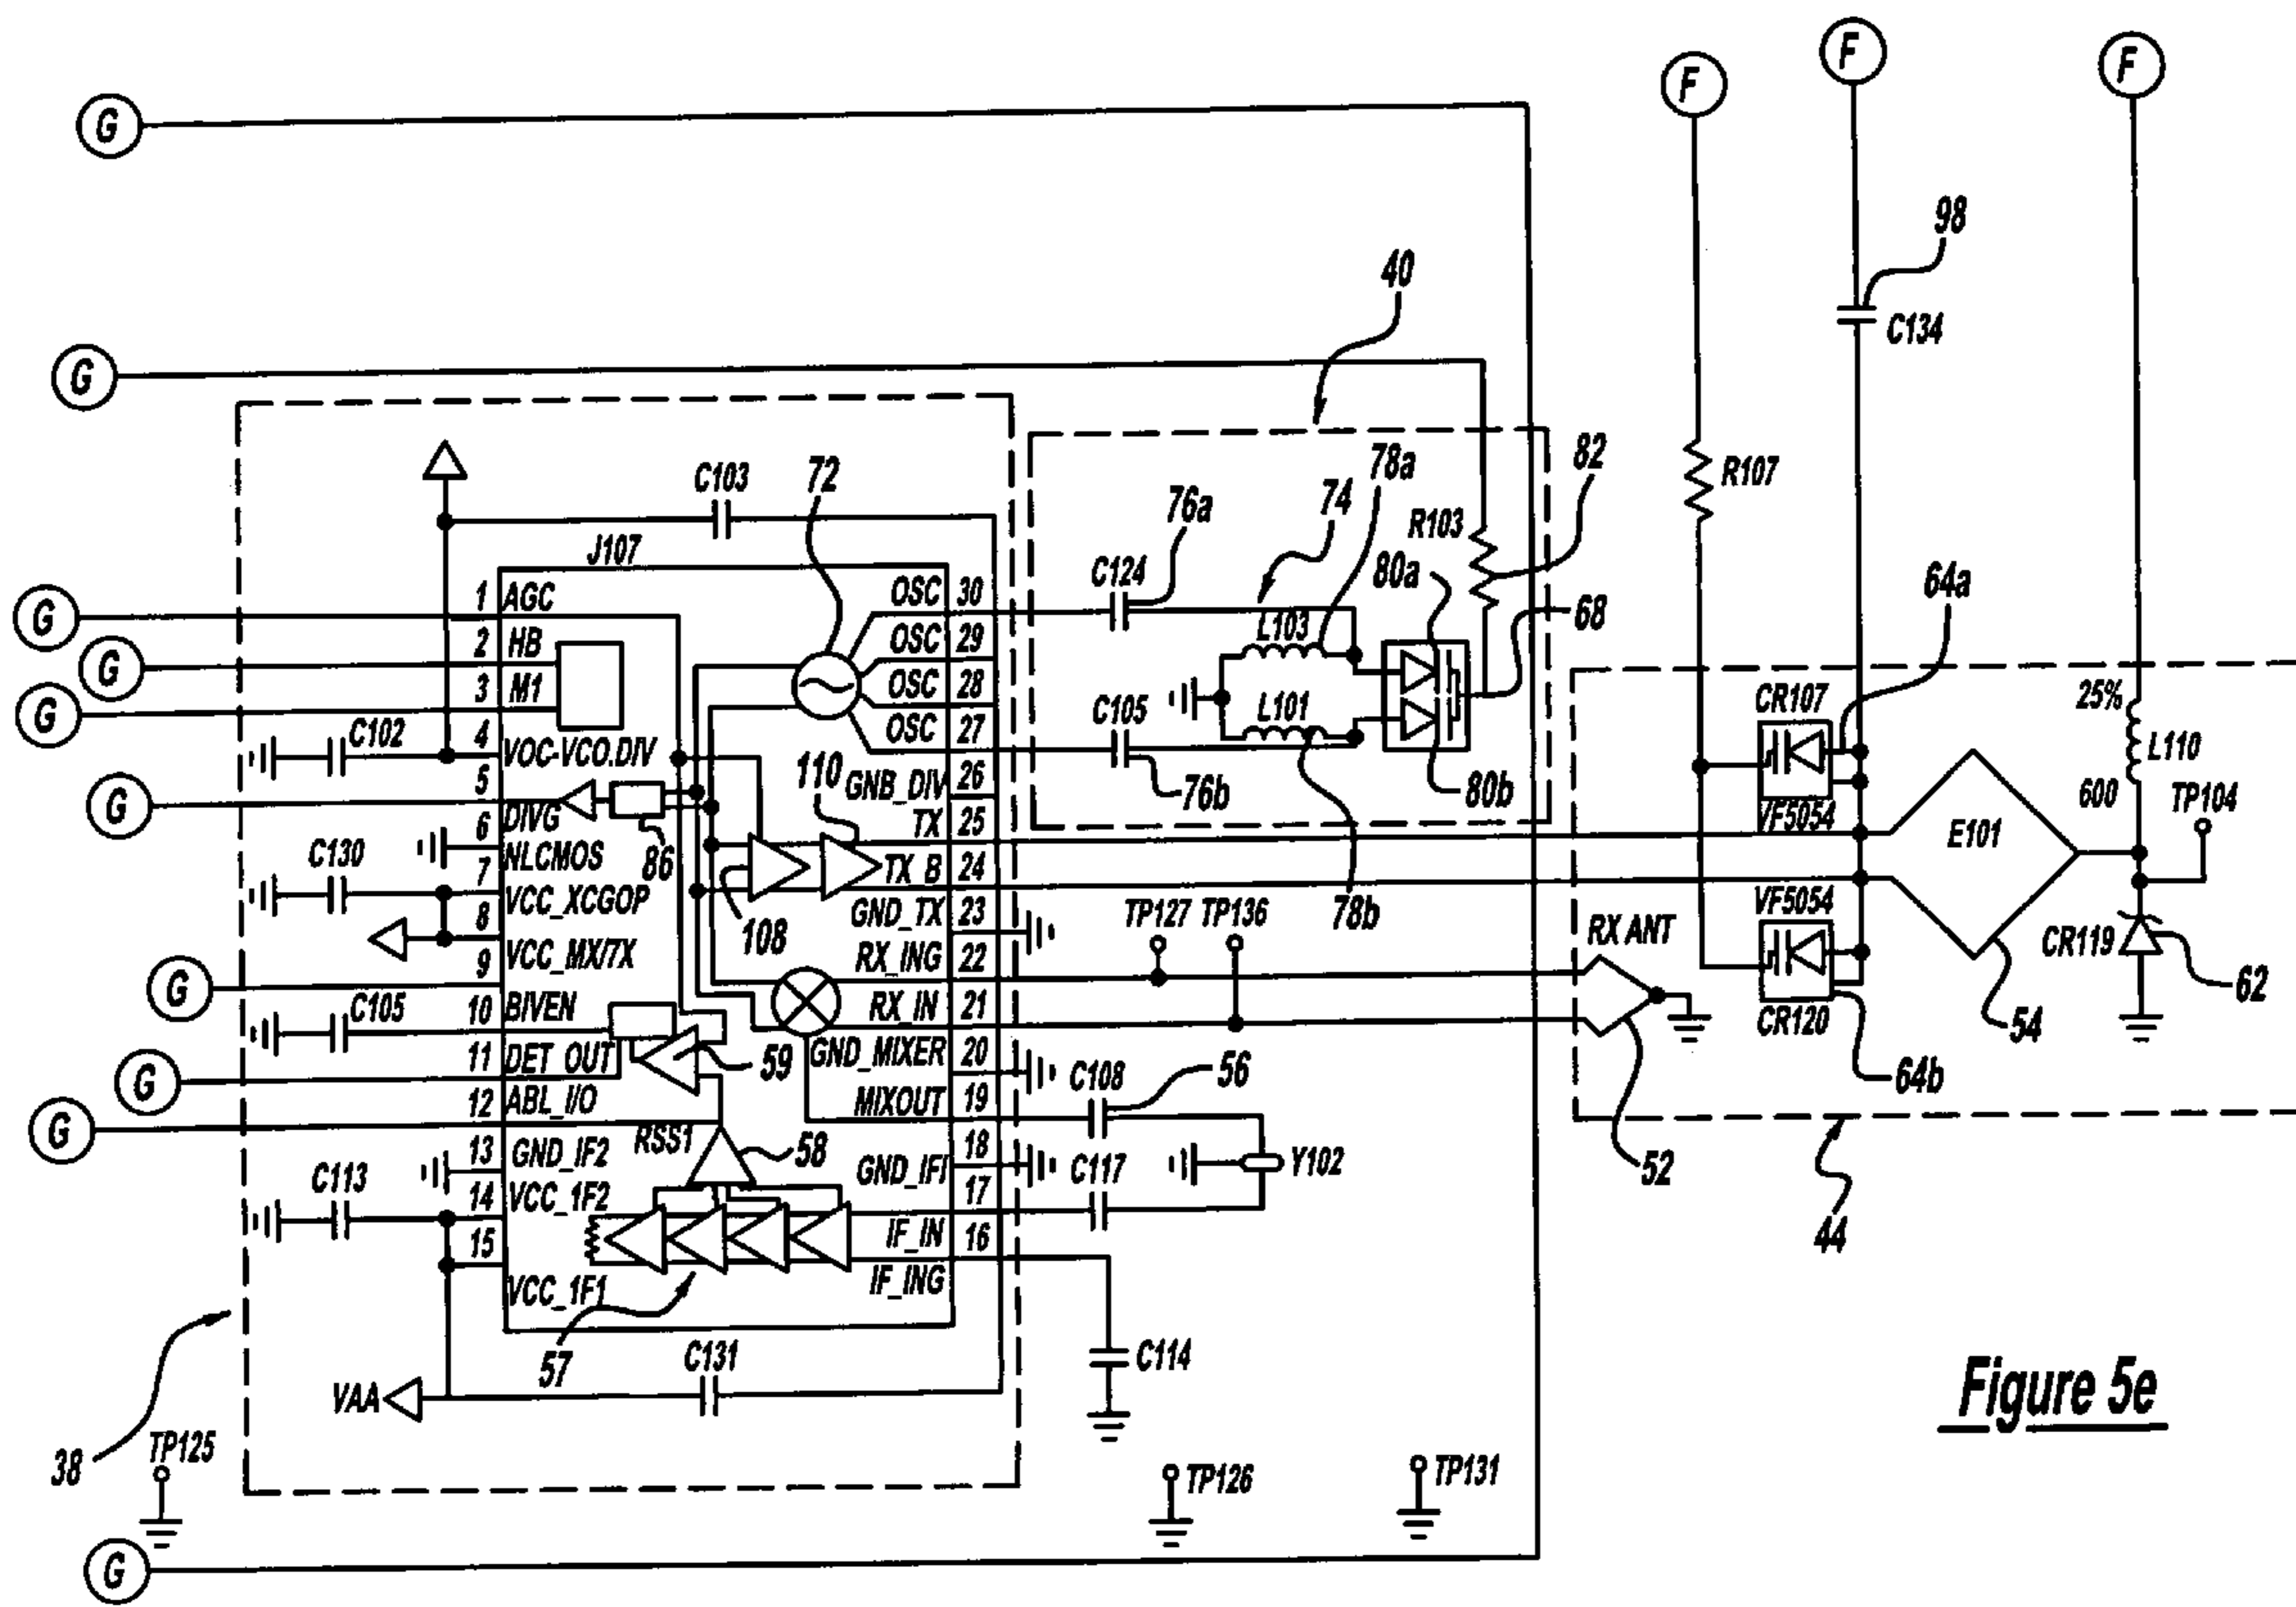 F
F
F
G
98
40
C134
G
72
78a
82
C103
76a
74
R103
R107
J107
C124
80a
64a
G
1
AGC
OSC
30
L103
68
G
2
HB
OSC
29
G
3
M1
OSC
28
L101
CR107
25%
C102
4
VOC-VCO.DIV
OSC
27
C105
L110
110
76b
80b
600
TP104
G
5
DIVG
GNB_DIV
26
VF5054
E101
6
NLCMOS
86
TX
25
C130
7
VCC_XCGOP
TX_B
24
78b
VF5054
8
VCC_MX/7X
108
GND_TX
23
TP127
TP136
RX ANT
CR119
G
9
RX_ING
22
62
C105
10
BIVEN
RX_IN
21
CR120
54
G
11
DET_OUT
59
GND_MIXER
20
C108
56
64b
G
12
ABL_I/O
MIXOUT
19
RSS1
58
13
GND_IF2
GND_IFI
18
C117
Y102
52
C113
14
VCC_1F2
17
44
15
IF_IN
16
VCC_1F1
IF_ING
57
C131
C114
VAA
Figure 5e
38
TP125
TP126
TP131
G